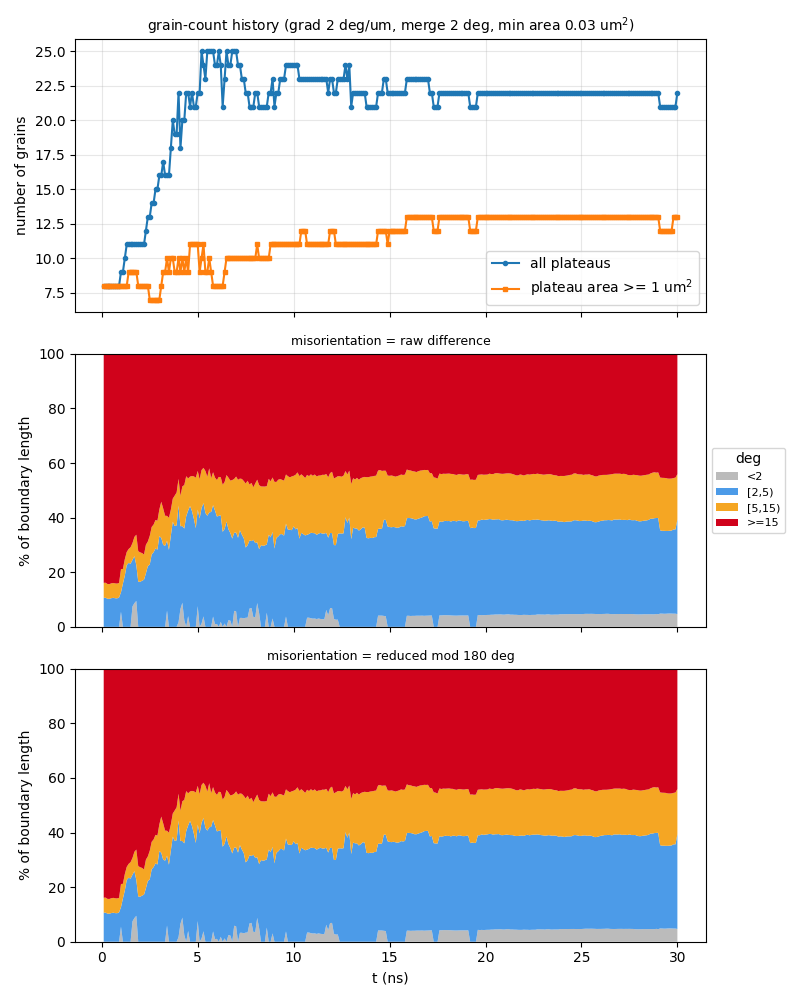 grain-count history (grad 2 deg/um, merge 2 deg, min area 0.03 um²)
25.0
22.5
20.0
17.5
15.0
12.5
10.0
7.5
number of grains
all plateaus
plateau area >= 1 um²
misorientation = raw difference
100
80
60
40
20
0
% of boundary length
deg
<2
[2,5)
[5,15)
>=15
misorientation = reduced mod 180 deg
100
80
60
40
20
0
% of boundary length
0 5 10 15 20 25 30
t (ns)